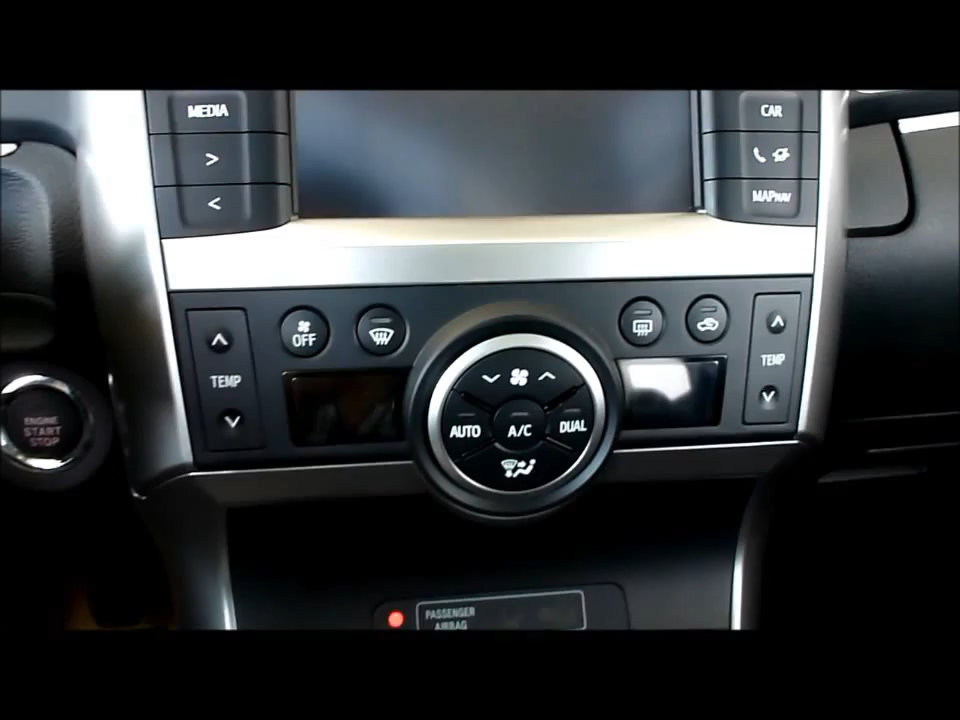 MEDIA
CAR
>
<
MAPNAV
OFF
TEMP
TEMP
ENGINE
START
STOP
AUTO
A/C
DUAL
PASSENGER
AIRBAG